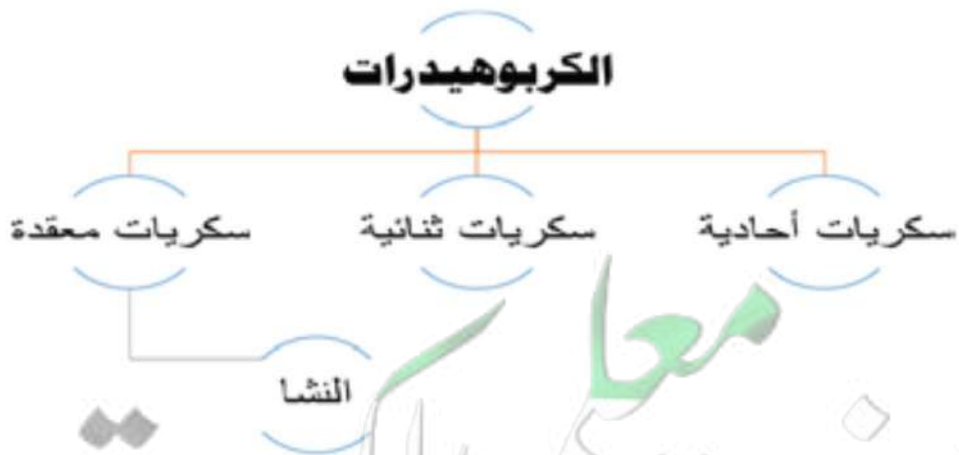 الكربوهيدرات
سكريات أحادية
سكريات ثنائية
سكريات معقدة
النشا